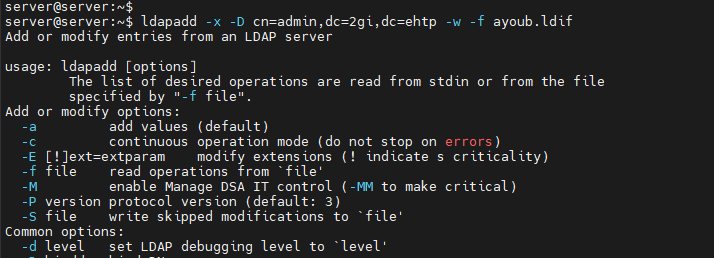 server@server:~$
server@server:~$ ldapadd -x -D cn=admin,dc=2gi,dc=ehtp -w -f ayoub.ldif
Add or modify entries from an LDAP server

usage: ldapadd [options]
        The list of desired operations are read from stdin or from the file
        specified by "-f file".
Add or modify options:
  -a         add values (default)
  -c         continuous operation mode (do not stop on errors)
  -E [!]ext=extparam    modify extensions (! indicate s criticality)
  -f file    read operations from `file'
  -M         enable Manage DSA IT control (-MM to make critical)
  -P version protocol version (default: 3)
  -S file    write skipped modifications to `file'
Common options:
  -d level   set LDAP debugging level to `level'